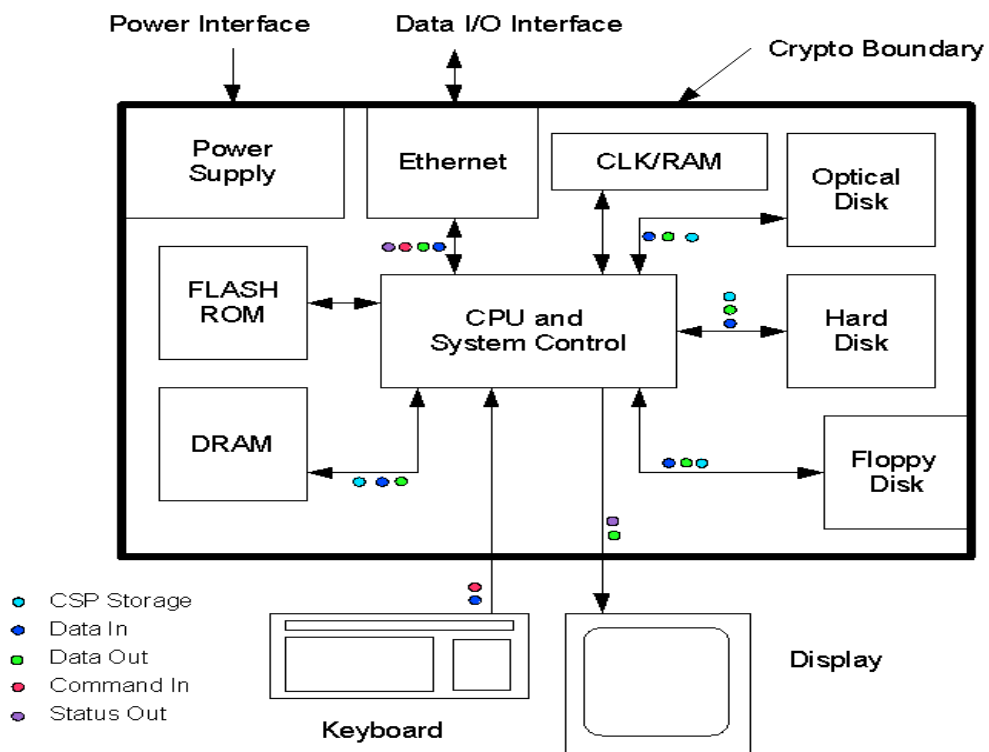 Power Interface
Data I/O Interface
Crypto Boundary
Power
Supply
Ethernet
CLK/RAM
Optical
Disk
FLASH
ROM
CPU and
System Control
Hard
Disk
DRAM
Floppy
Disk
CSP Storage
Data In
Data Out
Command In
Status Out
Keyboard
Display